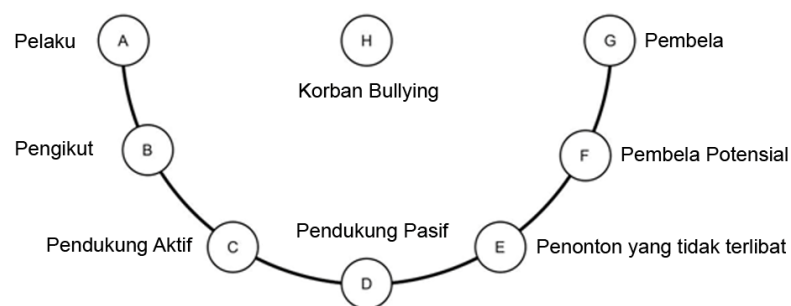 Pelaku
A
H
G
Pembela
Korban Bullying
Pengikut
B
F
Pembela Potensial
Pendukung Aktif
C
Pendukung Pasif
D
E
Penonton yang tidak terlibat